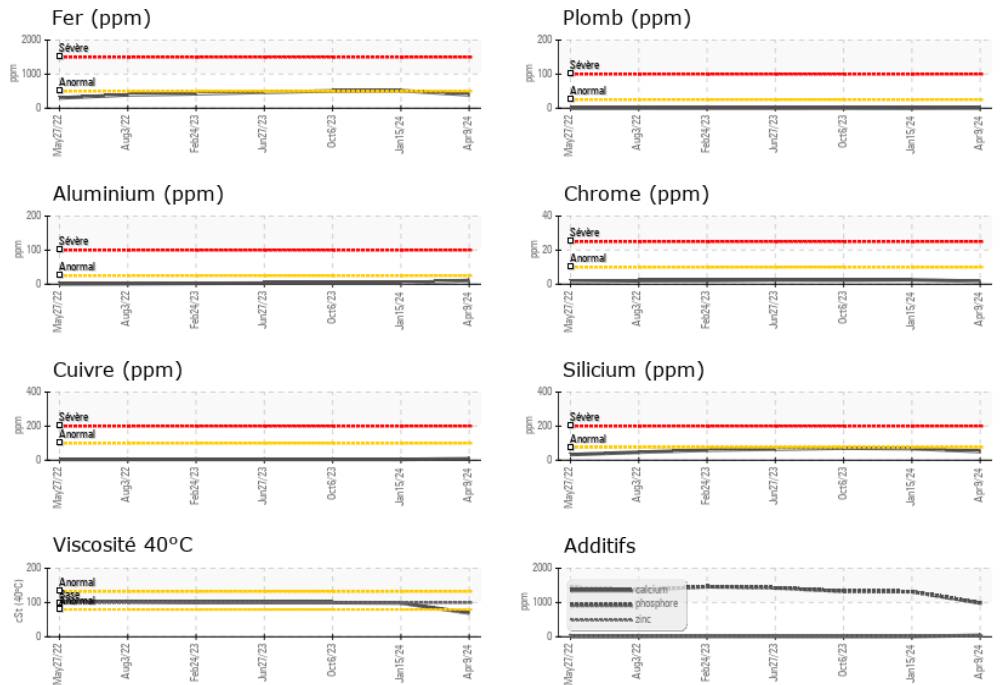 Fer (ppm)
2000
1000
0
ppm
Sévère
Anormal
May27/22
Aug3/22
Feb24/23
Jun27/23
Oct6/23
Jan15/24
Apr9/24
Plomb (ppm)
200
100
0
ppm
Sévère
Anormal
May27/22
Aug3/22
Feb24/23
Jun27/23
Oct6/23
Jan15/24
Apr9/24
Aluminium (ppm)
200
100
0
ppm
Sévère
Anormal
May27/22
Aug3/22
Feb24/23
Jun27/23
Oct6/23
Jan15/24
Apr9/24
Chrome (ppm)
40
20
0
ppm
Sévère
Anormal
May27/22
Aug3/22
Feb24/23
Jun27/23
Oct6/23
Jan15/24
Apr9/24
Cuivre (ppm)
400
200
0
ppm
Sévère
Anormal
May27/22
Aug3/22
Feb24/23
Jun27/23
Oct6/23
Jan15/24
Apr9/24
Silicium (ppm)
400
200
0
ppm
Sévère
Anormal
May27/22
Aug3/22
Feb24/23
Jun27/23
Oct6/23
Jan15/24
Apr9/24
Viscosité 40°C
200
100
0
cSt (40°C)
Anormal
Base
Anormal
May27/22
Aug3/22
Feb24/23
Jun27/23
Oct6/23
Jan15/24
Apr9/24
Additifs
2000
1000
0
ppm
calcium
phosphore
zinc
May27/22
Aug3/22
Feb24/23
Jun27/23
Oct6/23
Jan15/24
Apr9/24